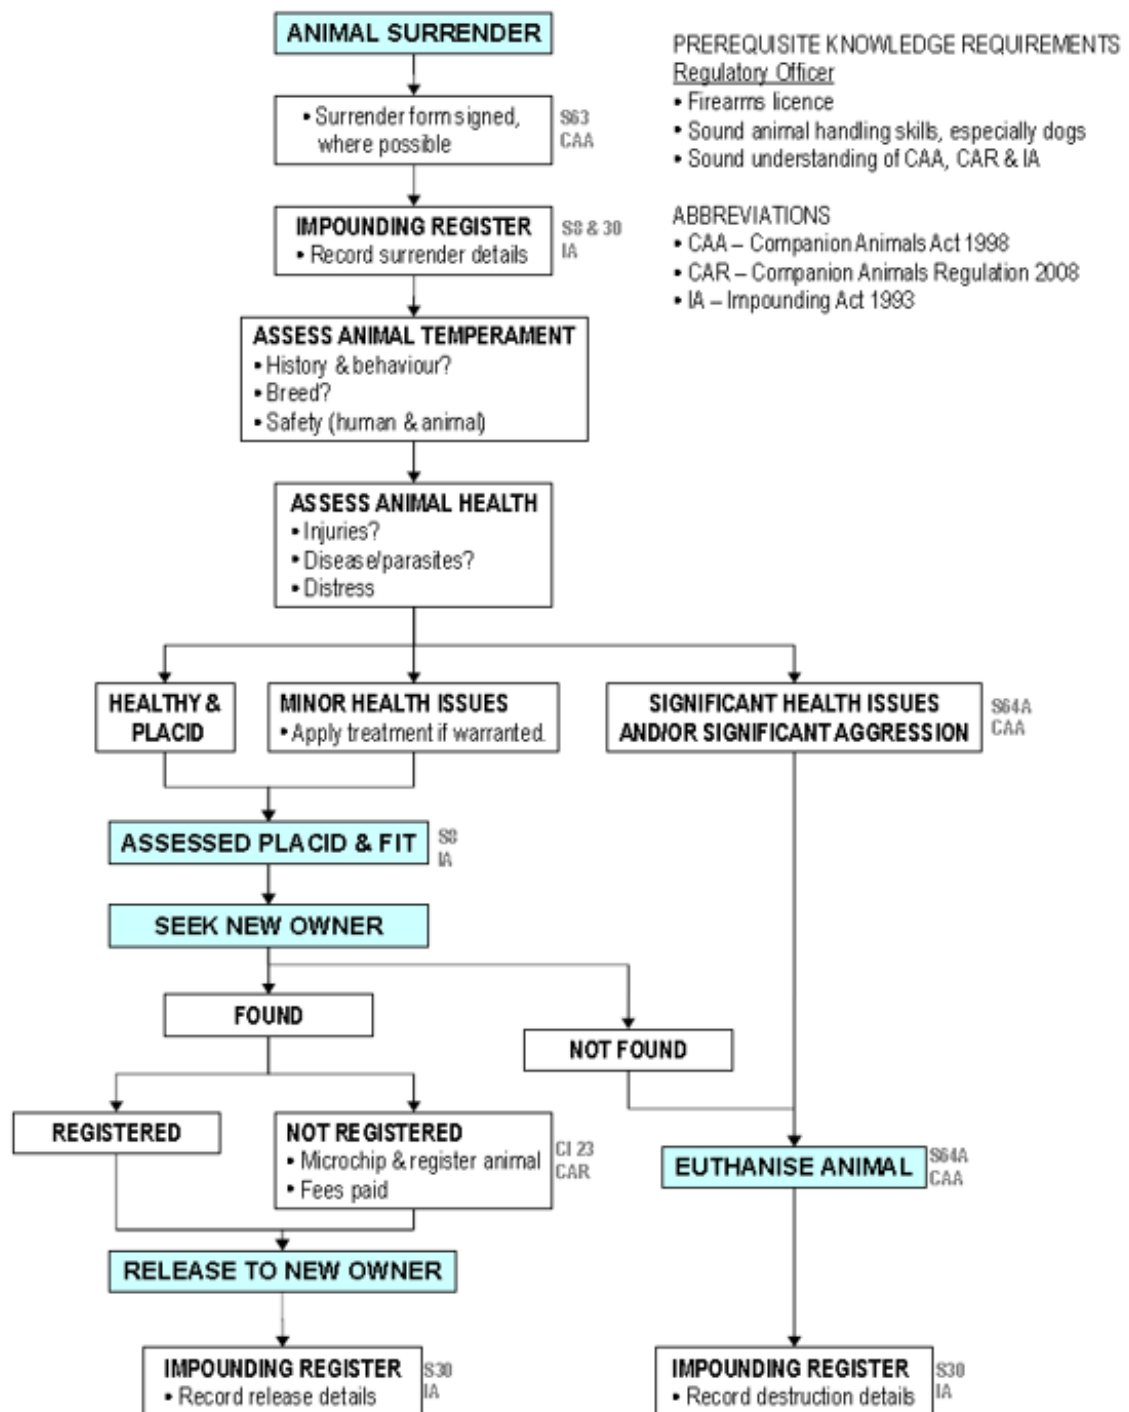 ANIMAL SURRENDER
PREREQUISITE KNOWLEDGE REQUIREMENTS
Regulatory Officer
• Firearms licence
• Sound animal handling skills, especially dogs
• Sound understanding of CAA, CAR & IA
ABBREVIATIONS
• CAA – Companion Animals Act 1998
• CAR – Companion Animals Regulation 2008
• IA – Impounding Act 1993
• Surrender form signed,
where possible
S63
CAA
IMPOUNDING REGISTER
• Record surrender details
S8 & 30
IA
ASSESS ANIMAL TEMPERAMENT
• History & behaviour?
• Breed?
• Safety (human & animal)
ASSESS ANIMAL HEALTH
• Injuries?
• Disease/parasites?
• Distress
HEALTHY &
PLACID
MINOR HEALTH ISSUES
• Apply treatment if warranted.
SIGNIFICANT HEALTH ISSUES
AND/OR SIGNIFICANT AGGRESSION
S64A
CAA
ASSESSED PLACID & FIT
S8
IA
SEEK NEW OWNER
FOUND
NOT FOUND
REGISTERED
NOT REGISTERED
• Microchip & register animal
• Fees paid
Cl 23
CAR
EUTHANISE ANIMAL
S64A
CAA
RELEASE TO NEW OWNER
IMPOUNDING REGISTER
• Record release details
S30
IA
IMPOUNDING REGISTER
• Record destruction details
S30
IA